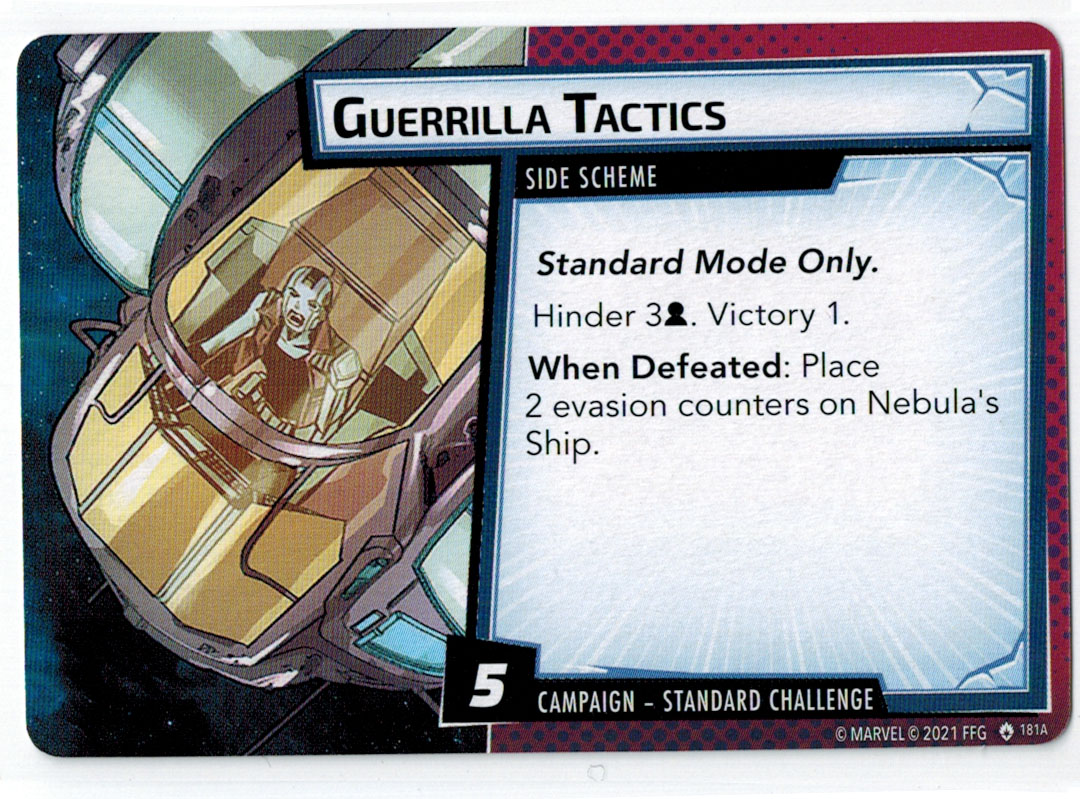 GUERRILLA TACTICS
SIDE SCHEME
Standard Mode Only.
Hinder 3. Victory 1.
When Defeated: Place
2 evasion counters on Nebula's
Ship.
5
CAMPAIGN – STANDARD CHALLENGE
© MARVEL © 2021 FFG 181A